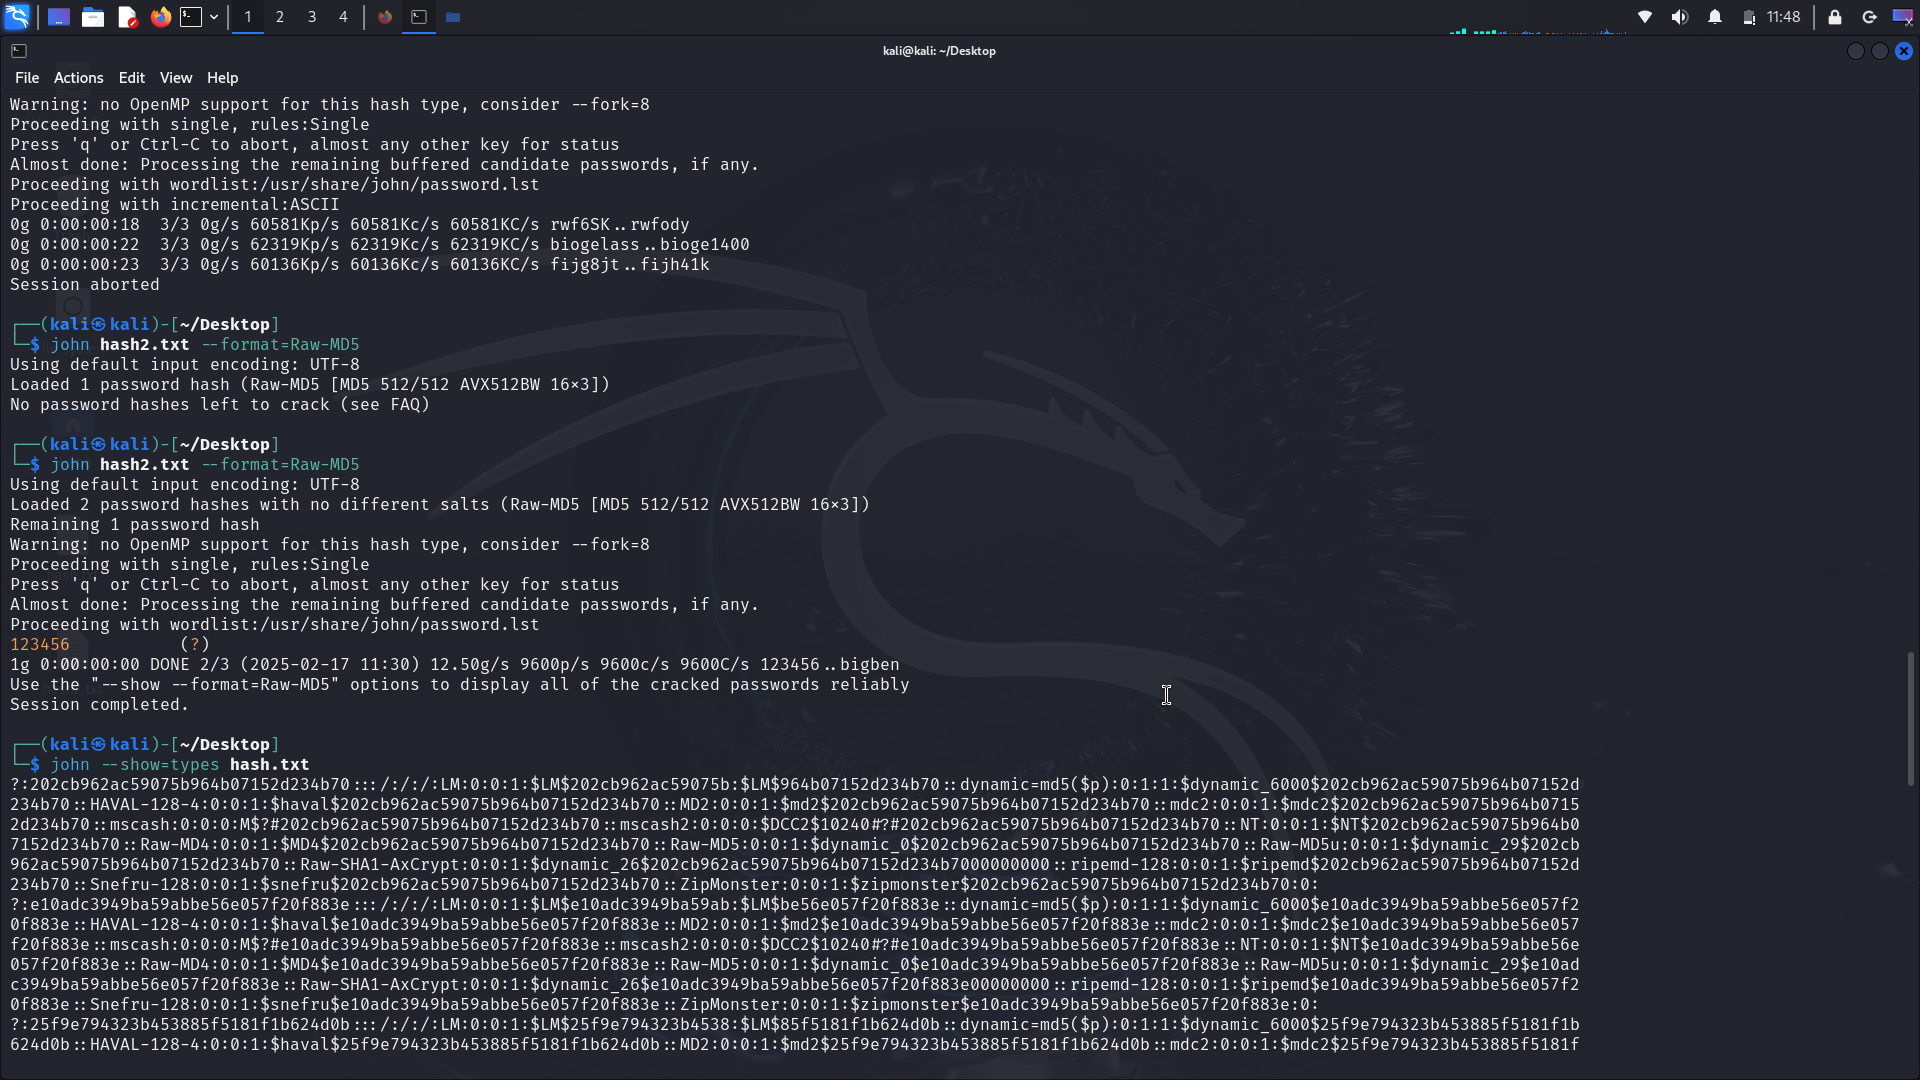 1 2 3 4 11:48
kali@kali: ~/Desktop
File Actions Edit View Help
Warning: no OpenMP support for this hash type, consider --fork=8
Proceeding with single, rules:Single
Press 'q' or Ctrl-C to abort, almost any other key for status
Almost done: Processing the remaining buffered candidate passwords, if any.
Proceeding with wordlist:/usr/share/john/password.lst
Proceeding with incremental:ASCII
0g 0:00:00:18  3/3 0g/s 60581Kp/s 60581Kc/s 60581KC/s rwf6SK..rwfody
0g 0:00:00:22  3/3 0g/s 62319Kp/s 62319Kc/s 62319KC/s biogelass..bioge1400
0g 0:00:00:23  3/3 0g/s 60136Kp/s 60136Kc/s 60136KC/s fijg8jt..fijh41k
Session aborted
┌──(kali㉿kali)-[~/Desktop]
└─$ john hash2.txt --format=Raw-MD5
Using default input encoding: UTF-8
Loaded 1 password hash (Raw-MD5 [MD5 512/512 AVX512BW 16×3])
No password hashes left to crack (see FAQ)
┌──(kali㉿kali)-[~/Desktop]
└─$ john hash2.txt --format=Raw-MD5
Using default input encoding: UTF-8
Loaded 2 password hashes with no different salts (Raw-MD5 [MD5 512/512 AVX512BW 16×3])
Remaining 1 password hash
Warning: no OpenMP support for this hash type, consider --fork=8
Proceeding with single, rules:Single
Press 'q' or Ctrl-C to abort, almost any other key for status
Almost done: Processing the remaining buffered candidate passwords, if any.
Proceeding with wordlist:/usr/share/john/password.lst
123456           (?)
1g 0:00:00:00 DONE 2/3 (2025-02-17 11:30) 12.50g/s 9600p/s 9600c/s 9600C/s 123456..bigben
Use the "--show --format=Raw-MD5" options to display all of the cracked passwords reliably
Session completed.
┌──(kali㉿kali)-[~/Desktop]
└─$ john --show=types hash.txt
?:202cb962ac59075b964b07152d234b70:::/:/:/:LM:0:0:1:$LM$202cb962ac59075b:$LM$964b07152d234b70::dynamic=md5($p):0:1:1:$dynamic_6000$202cb962ac59075b964b07152d
234b70::HAVAL-128-4:0:0:1:$haval$202cb962ac59075b964b07152d234b70::MD2:0:0:1:$md2$202cb962ac59075b964b07152d234b70::mdc2:0:0:1:$mdc2$202cb962ac59075b964b0715
2d234b70::mscash:0:0:0:M$?#202cb962ac59075b964b07152d234b70::mscash2:0:0:0:$DCC2$10240#?#202cb962ac59075b964b07152d234b70::NT:0:0:1:$NT$202cb962ac59075b964b0
7152d234b70::Raw-MD4:0:0:1:$MD4$202cb962ac59075b964b07152d234b70::Raw-MD5:0:0:1:$dynamic_0$202cb962ac59075b964b07152d234b70::Raw-MD5u:0:0:1:$dynamic_29$202cb
962ac59075b964b07152d234b70::Raw-SHA1-AxCrypt:0:0:1:$dynamic_26$202cb962ac59075b964b07152d234b7000000000::ripemd-128:0:0:1:$ripemd$202cb962ac59075b964b07152d
234b70::Snefru-128:0:0:1:$snefru$202cb962ac59075b964b07152d234b70::ZipMonster:0:0:1:$zipmonster$202cb962ac59075b964b07152d234b70:0:
?:e10adc3949ba59abbe56e057f20f883e:::/:/:/:LM:0:0:1:$LM$e10adc3949ba59ab:$LM$be56e057f20f883e::dynamic=md5($p):0:1:1:$dynamic_6000$e10adc3949ba59abbe56e057f2
0f883e::HAVAL-128-4:0:0:1:$haval$e10adc3949ba59abbe56e057f20f883e::MD2:0:0:1:$md2$e10adc3949ba59abbe56e057f20f883e::mdc2:0:0:1:$mdc2$e10adc3949ba59abbe56e057
f20f883e::mscash:0:0:0:M$?#e10adc3949ba59abbe56e057f20f883e::mscash2:0:0:0:$DCC2$10240#?#e10adc3949ba59abbe56e057f20f883e::NT:0:0:1:$NT$e10adc3949ba59abbe56e
057f20f883e::Raw-MD4:0:0:1:$MD4$e10adc3949ba59abbe56e057f20f883e::Raw-MD5:0:0:1:$dynamic_0$e10adc3949ba59abbe56e057f20f883e::Raw-MD5u:0:0:1:$dynamic_29$e10ad
c3949ba59abbe56e057f20f883e::Raw-SHA1-AxCrypt:0:0:1:$dynamic_26$e10adc3949ba59abbe56e057f20f883e00000000::ripemd-128:0:0:1:$ripemd$e10adc3949ba59abbe56e057f2
0f883e::Snefru-128:0:0:1:$snefru$e10adc3949ba59abbe56e057f20f883e::ZipMonster:0:0:1:$zipmonster$e10adc3949ba59abbe56e057f20f883e:0:
?:25f9e794323b453885f5181f1b624d0b:::/:/:/:LM:0:0:1:$LM$25f9e794323b4538:$LM$85f5181f1b624d0b::dynamic=md5($p):0:1:1:$dynamic_6000$25f9e794323b453885f5181f1b
624d0b::HAVAL-128-4:0:0:1:$haval$25f9e794323b453885f5181f1b624d0b::MD2:0:0:1:$md2$25f9e794323b453885f5181f1b624d0b::mdc2:0:0:1:$mdc2$25f9e794323b453885f5181f